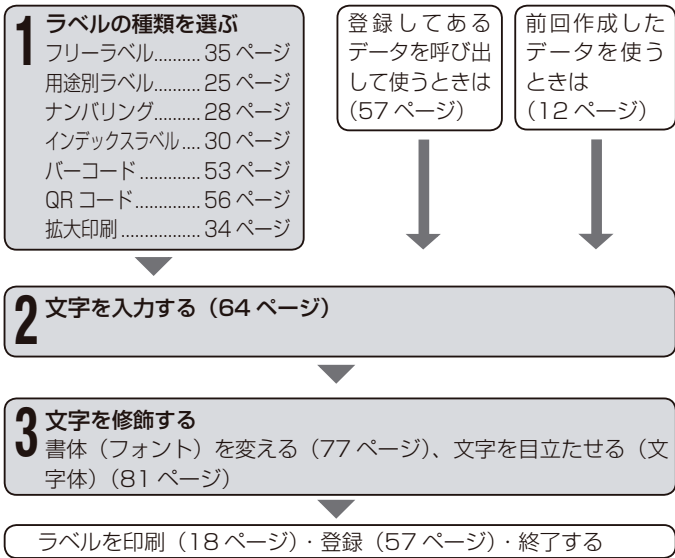 1 ラベルの種類を選ぶ
フリーラベル.......... 35 ページ
用途別ラベル.......... 25 ページ
ナンバリング.......... 28 ページ
インデックスラベル.... 30 ページ
バーコード............. 53 ページ
QR コード.............. 56 ページ
拡大印刷................ 34 ページ
登録してある
データを呼び出
して使うときは
（57 ページ）
前回作成した
データを使う
ときは
（12 ページ）
2 文字を入力する（64 ページ）
3 文字を修飾する
書体（フォント）を変える（77 ページ）、文字を目立たせる（文
字体）（81 ページ）
ラベルを印刷（18 ページ）・登録（57 ページ）・終了する